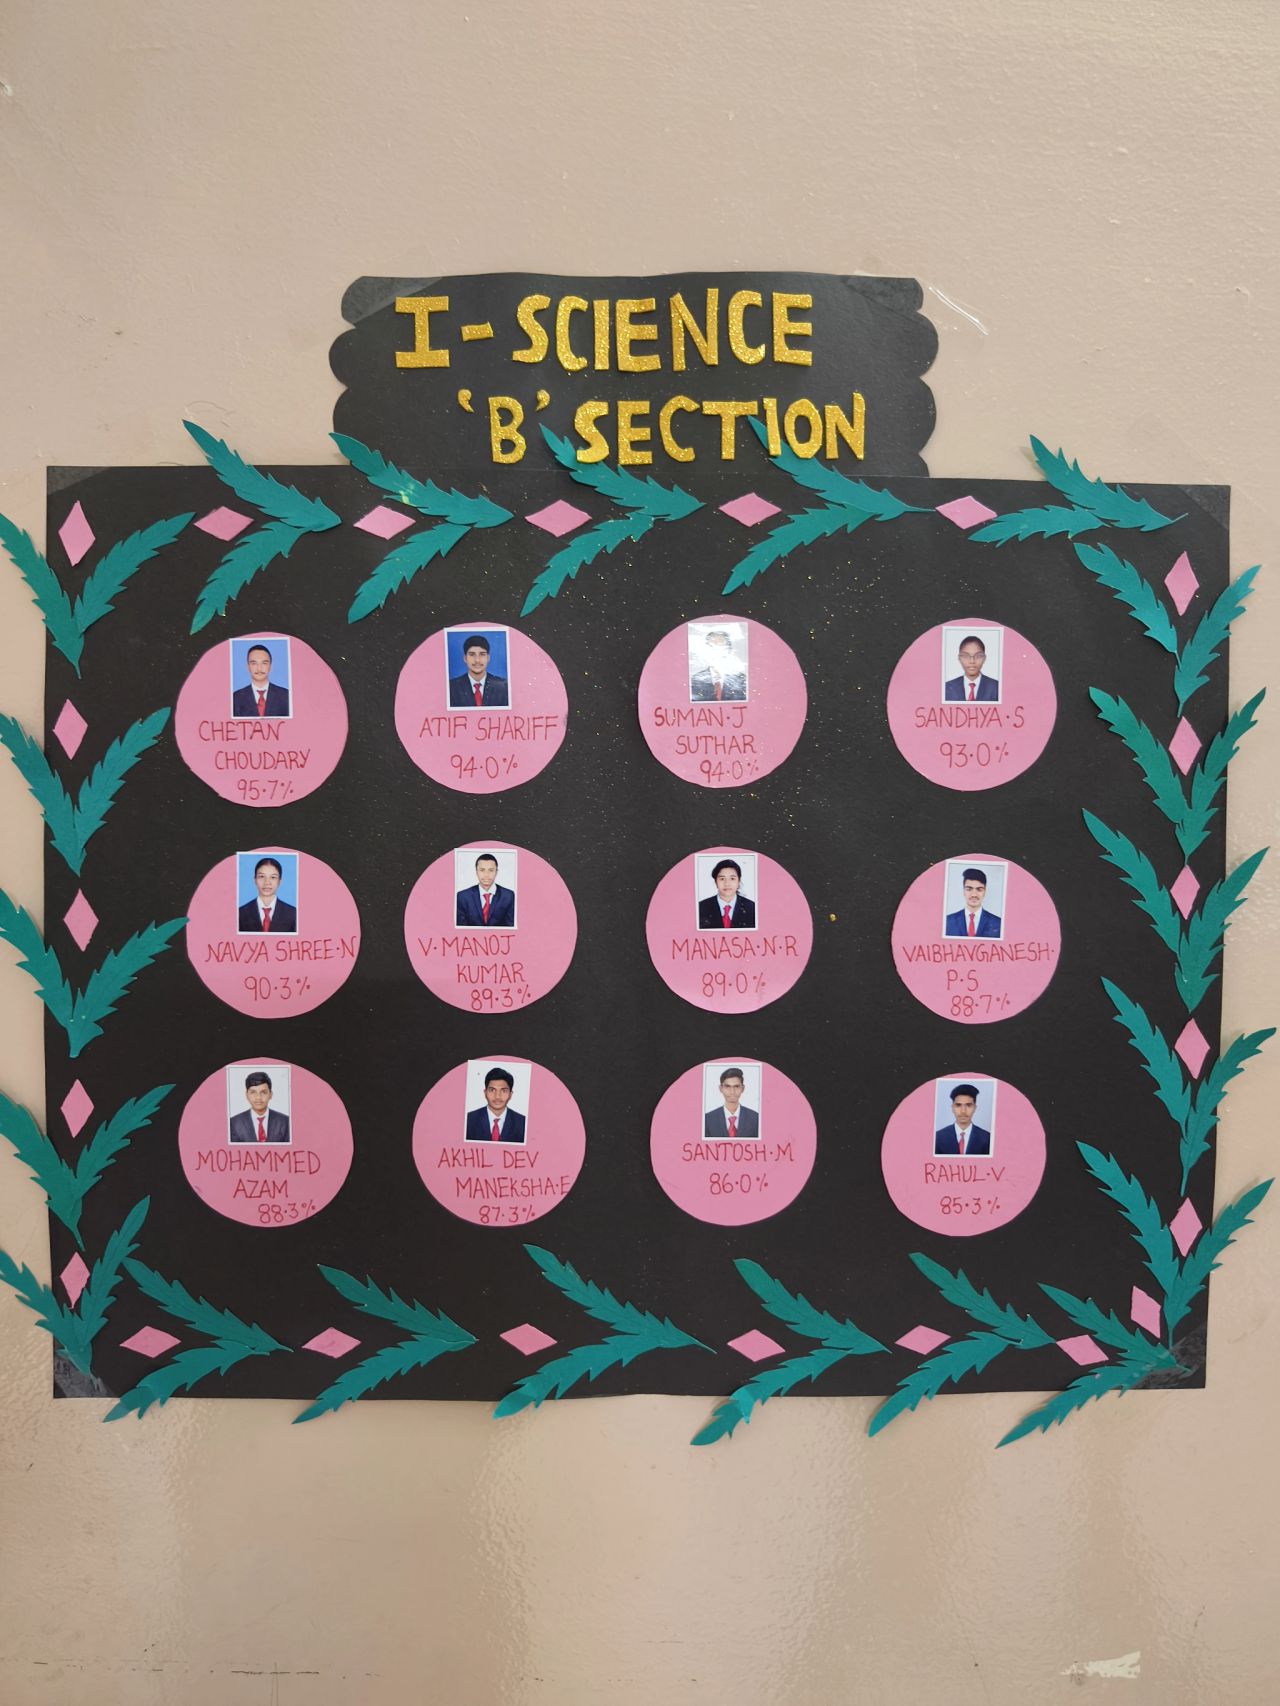 I-SCIENCE
'B' SECTION
CHETAN
CHOUDARY
95.7%
ATIF SHARIFF
94.0%
SUMAN.J
SUTHAR
94.0%
SANDHYA.S
93.0%
NAVYA SHREE.N
90.3%
V.MANOJ
KUMAR
89.3%
MANASA.N.R
89.0%
VAIBHAVGANESH.
P.S
88.7%
MOHAMMED
AZAM
88.3%
AKHIL DEV
MANEKSHA.E
87.3%
SANTOSH.M
86.0%
RAHUL.V
85.3%